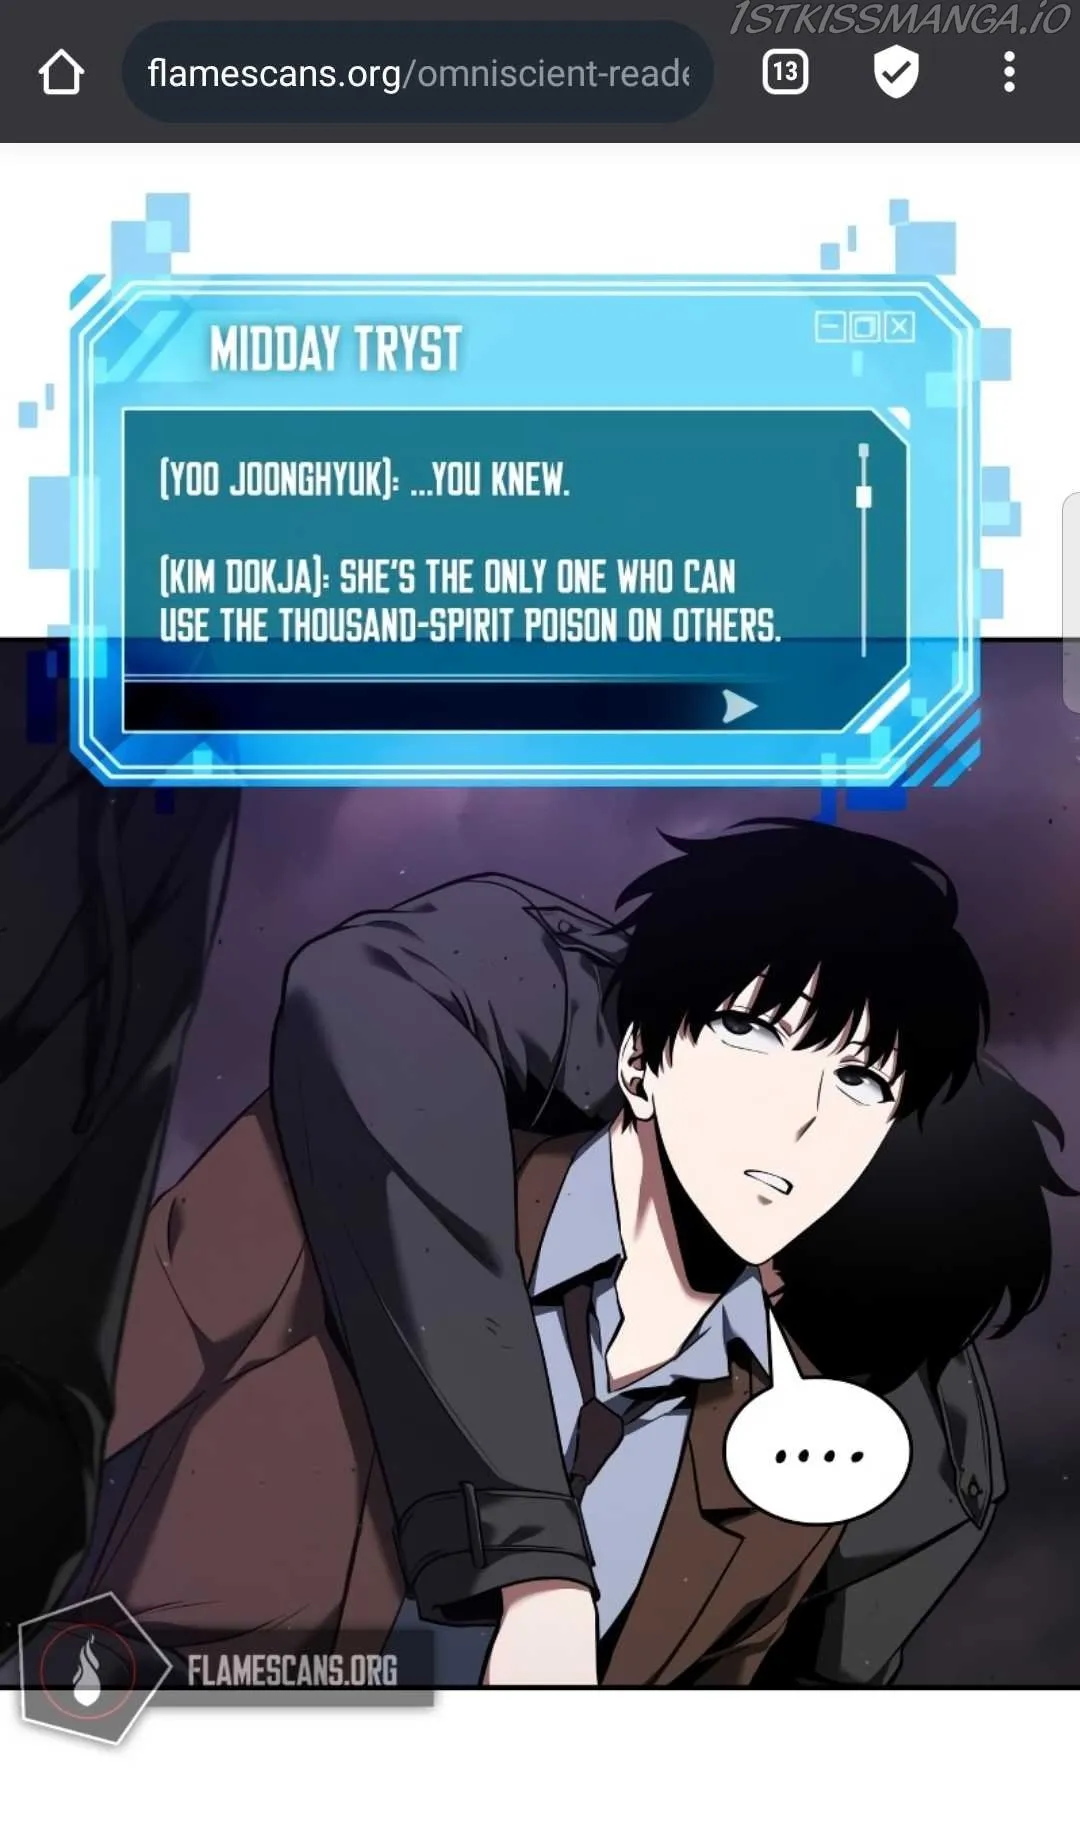 1STKISSMANGA.IO
flamescans.org/omniscient-reade
13
MIDDAY TRYST
(YOO JOONGHYUK): ...YOU KNEW.
(KIM DOKJA): SHE'S THE ONLY ONE WHO CAN
USE THE THOUSAND-SPIRIT POISON ON OTHERS.
....
FLAMESCANS.ORG